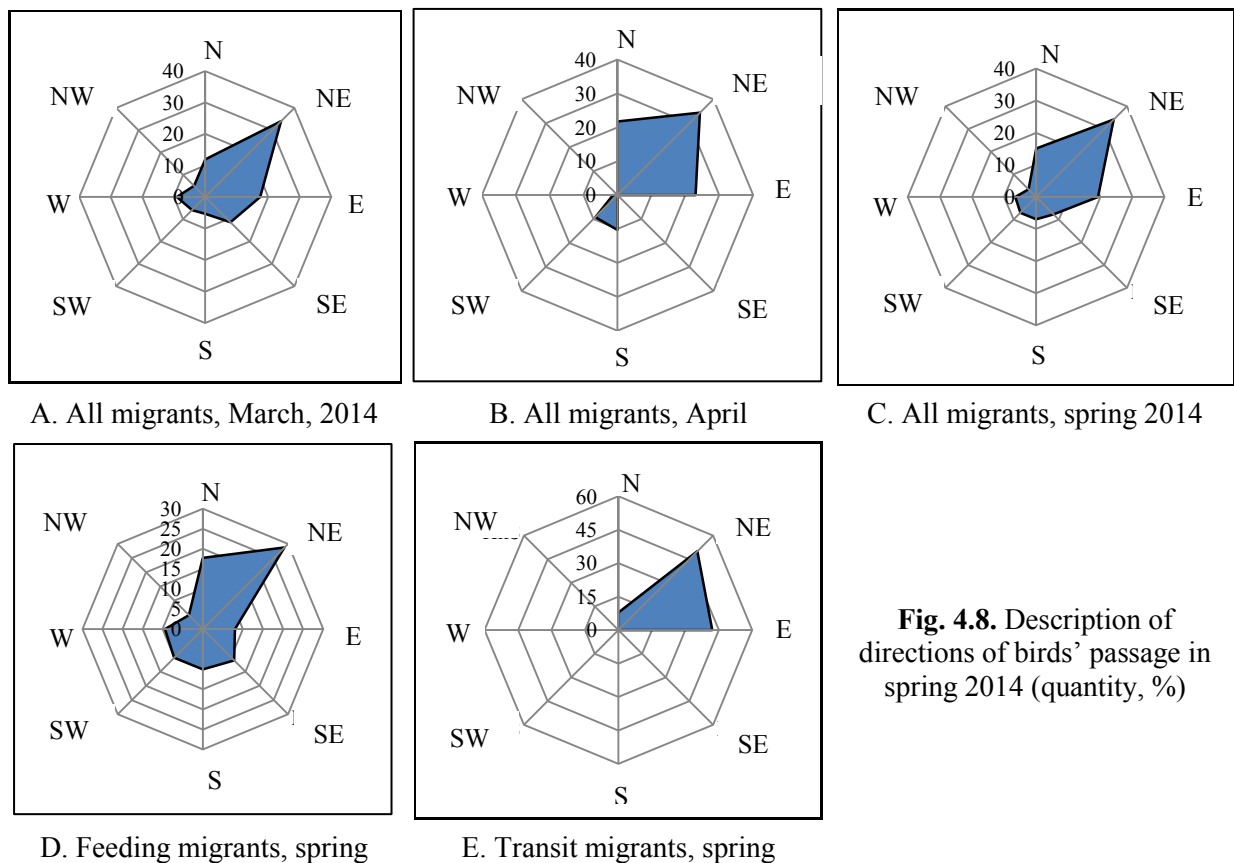 N
NE
E
SE
S
SW
W
NW
40
30
20
10
0
A. All migrants, March, 2014
N
NE
E
SE
S
SW
W
NW
40
30
20
10
0
B. All migrants, April
N
NE
E
SE
S
SW
W
NW
40
30
20
10
0
C. All migrants, spring 2014
N
NE
E
SE
S
SW
W
NW
30
25
20
15
10
5
0
D. Feeding migrants, spring
N
NE
E
SE
S
SW
W
NW
60
45
30
15
0
E. Transit migrants, spring
Fig. 4.8. Description of
directions of birds’ passage in
spring 2014 (quantity, %)